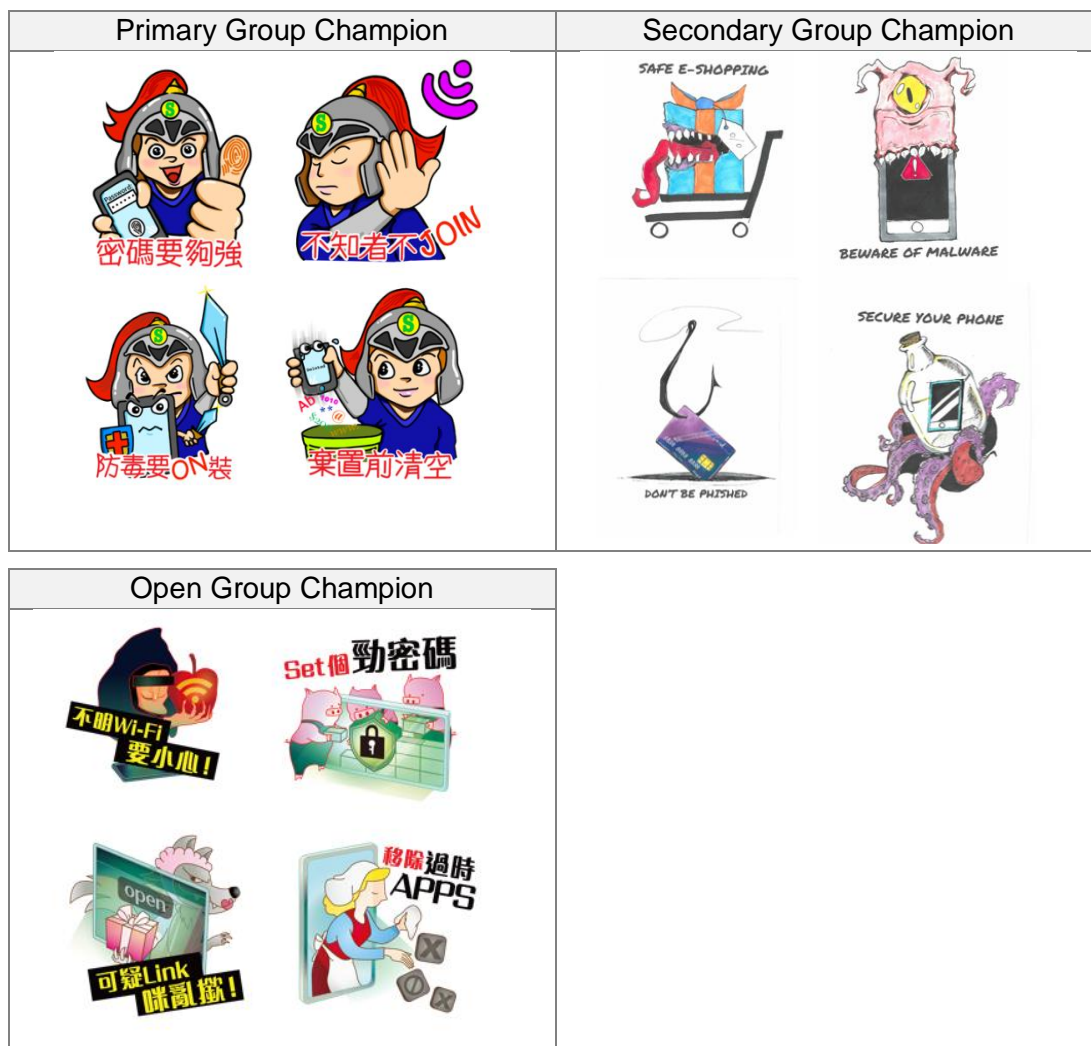 Primary Group Champion
Secondary Group Champion
Password
密碼要夠強
不知者不JOIN
防毒要ON裝
棄置前清空
SAFE E-SHOPPING
BEWARE OF MALWARE
DON'T BE PHISHED
SECURE YOUR PHONE
Open Group Champion
不明Wi-Fi
要小心!
Set個勁密碼
open
可疑Link
咪亂撳!
移除過時
APPS